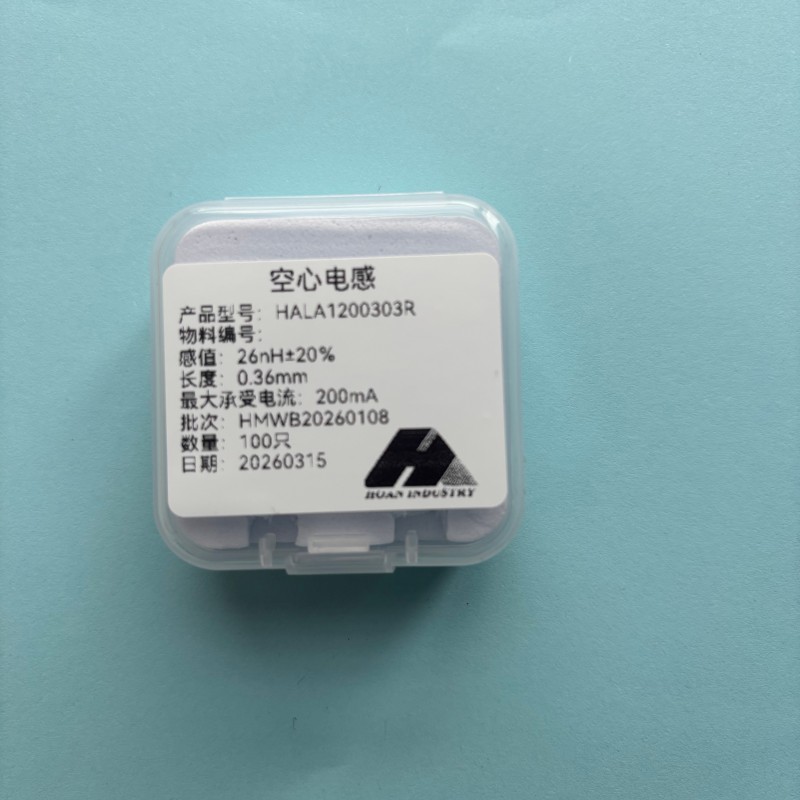 空心电感
产品型号: HALA1200303R
物料编号:
感值: 26nH±20%
长度: 0.36mm
最大承受电流: 200mA
批次: HMWB20260108
数量: 100只
日期: 20260315
HUAN INDUSTRY